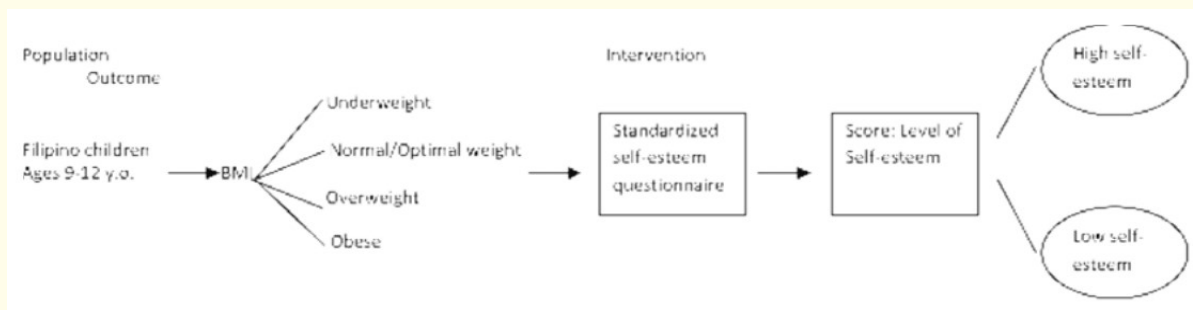 Population
Outcome
Intervention
Filipino children
Ages 9-12 y.o.
BMI
Underweight
Normal/Optimal weight
Overweight
Obese
Standardized
self-esteem
questionnaire
Score: Level of
Self-esteem
High self-
esteem
Low self-
esteem